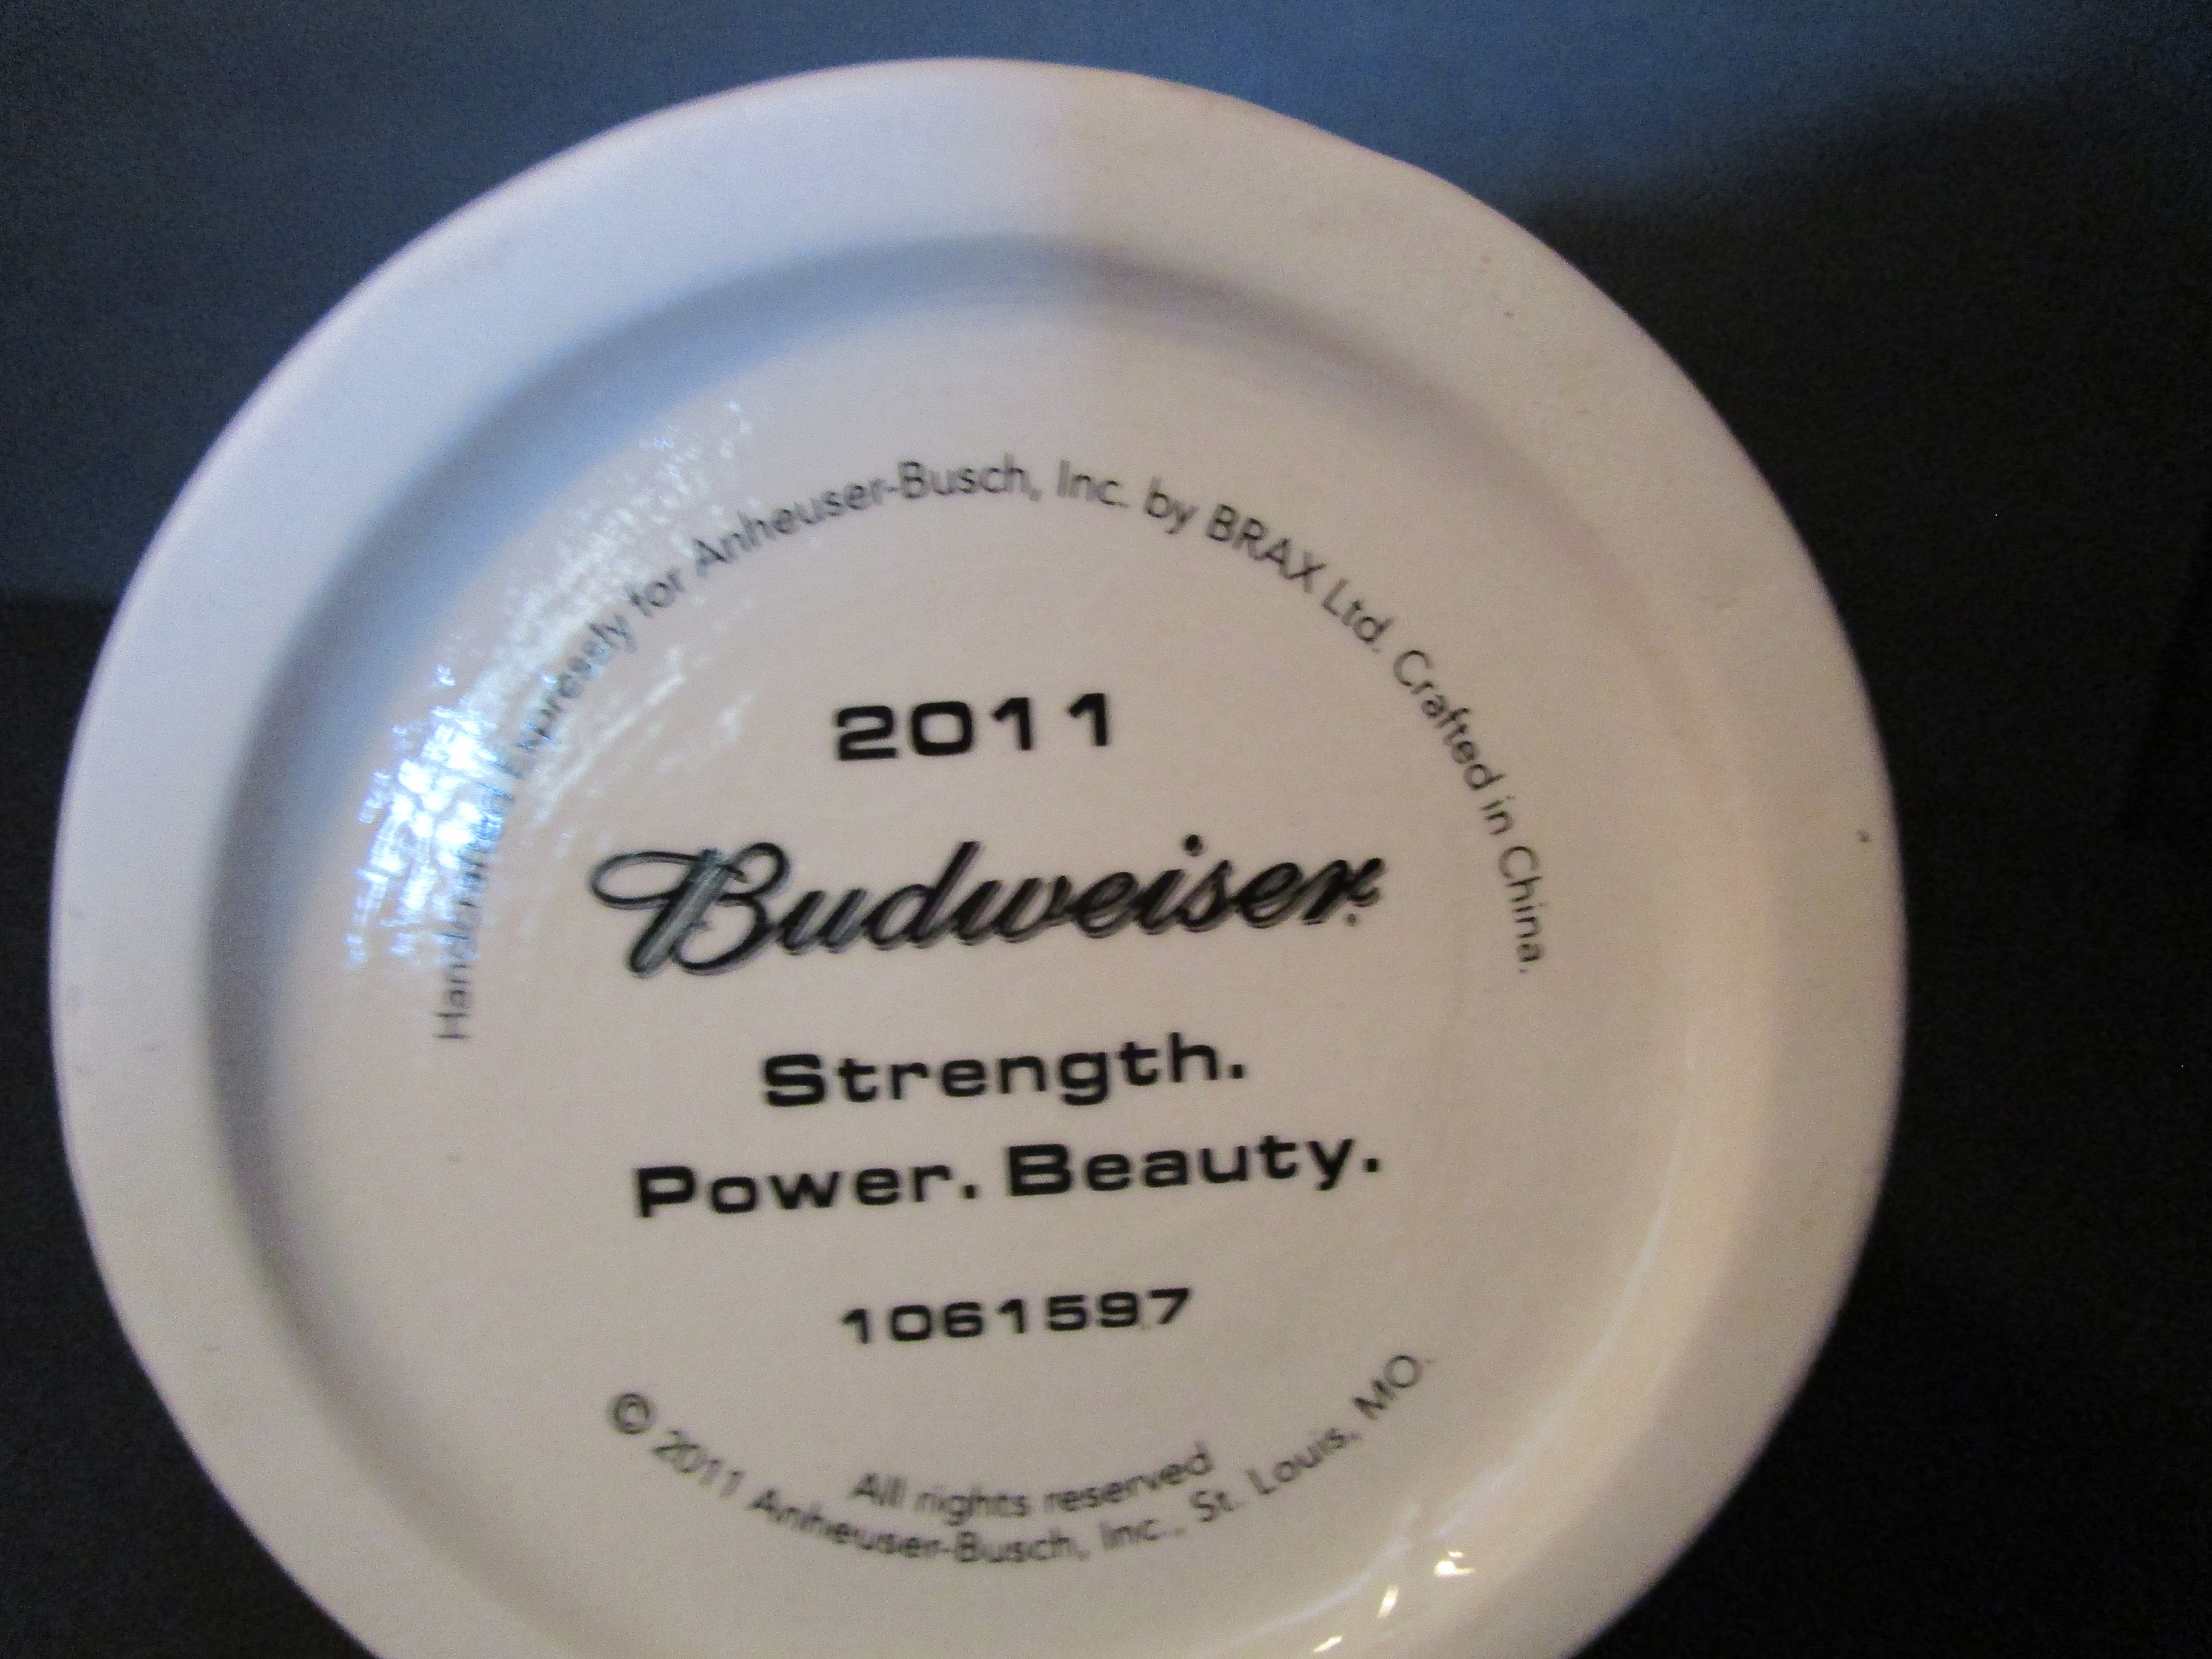 Handcrafted Expressly for Anheuser-Busch, Inc. by BRAX Ltd. Crafted in China.
2011
Budweiser
Strength.
Power. Beauty.
1061597
All rights reserved
© 2011 Anheuser-Busch, Inc., St. Louis, MO.